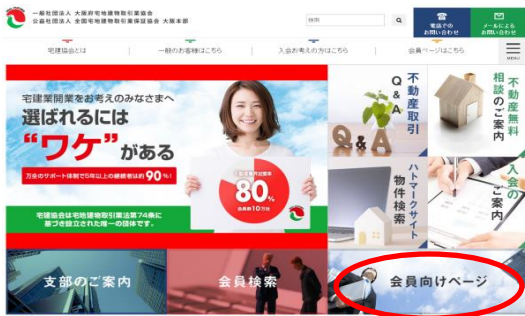 一般社団法人 大阪府宅地建物取引業協会
公益社団法人 全国宅地建物取引業保証協会 大阪本部
検索
電話での
お問い合わせ
メールによる
お問い合わせ
宅建協会とは
一般のお客様はこちら
入会お考えの方はこちら
会員ページはこちら
MENU
宅建業開業をお考えのみなさまへ
選ばれるには
“ワケ”がある
万全のサポート体制で5年以上の継続者は約90%!
宅建協会は宅地建物取引業法第74条に
基づき設立された唯一の団体です。
80%
会員数10万社
不動産取引
Q&A
Q&A
不動産無料
相談のご案内
ハトマークサイト
物件検索
入会の
ご案内
支部のご案内
会員検索
会員向けページ